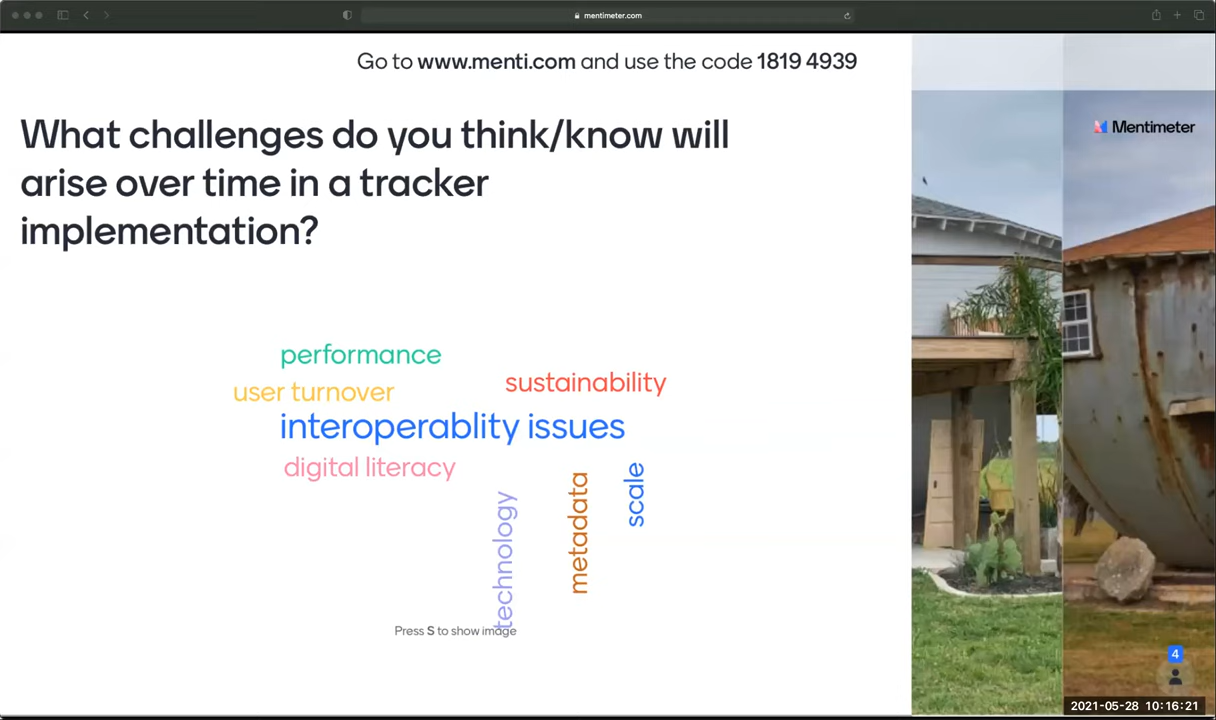 mentimeter.com
Go to www.menti.com and use the code 1819 4939
Mentimeter
What challenges do you think/know will
arise over time in a tracker
implementation?
performance
sustainability
user turnover
interoperablity issues
digital literacy
scale
metadata
technology
Press S to show image
4
2021-05-28 10:16:21